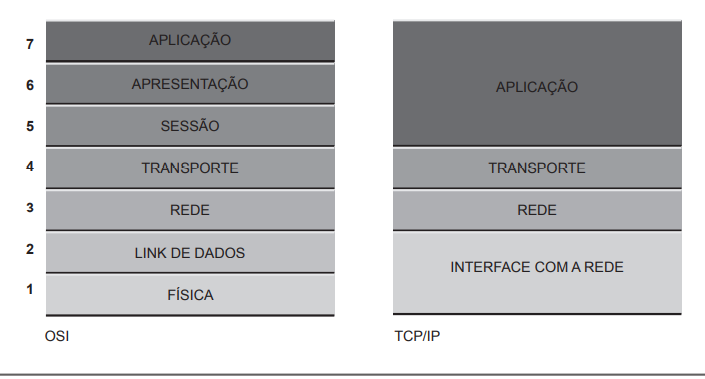 7 APLICAÇÃO
6 APRESENTAÇÃO
APLICAÇÃO
5 SESSÃO
4 TRANSPORTE TRANSPORTE
3 REDE REDE
2 LINK DE DADOS
INTERFACE COM A REDE
1 FÍSICA
OSI TCP/IP